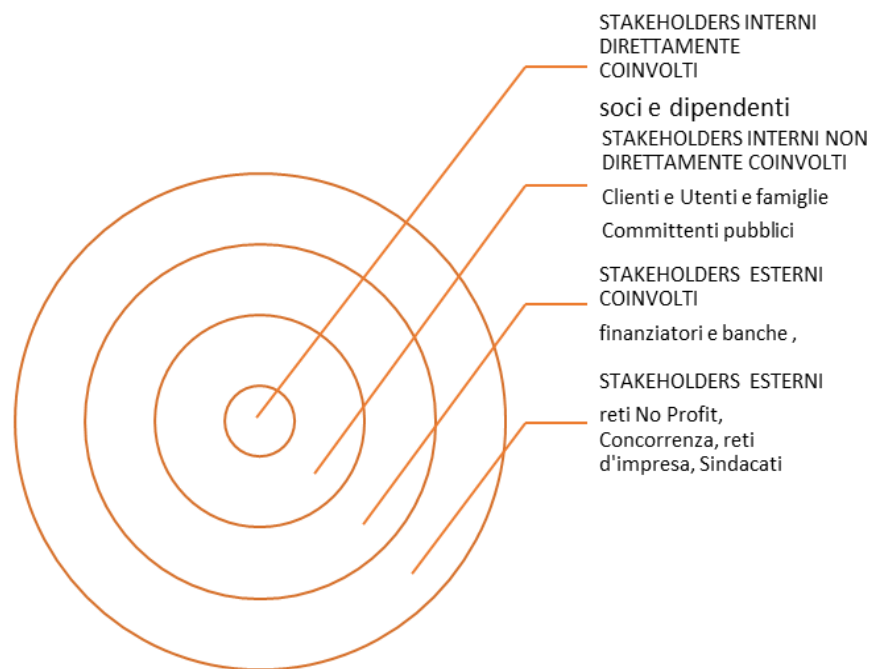 STAKEHOLDERS INTERNI
DIRETTAMENTE
COINVOLTI
soci e dipendenti
STAKEHOLDERS INTERNI NON
DIRETTAMENTE COINVOLTI
Clienti e Utenti e famiglie
Committenti pubblici
STAKEHOLDERS ESTERNI
COINVOLTI
finanziatori e banche ,
STAKEHOLDERS ESTERNI
reti No Profit,
Concorrenza, reti
d'impresa, Sindacati